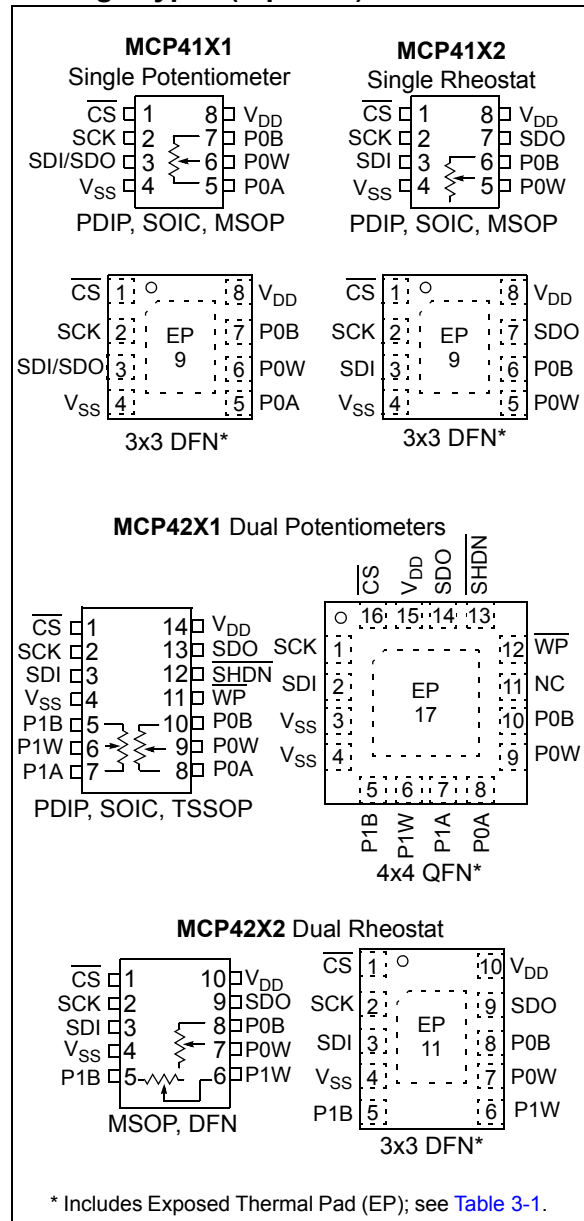 MCP41X1
Single Potentiometer
CS 1 8 VDD
SCK 2 7 P0B
SDI/SDO 3 6 P0W
VSS 4 5 P0A
PDIP, SOIC, MSOP
MCP41X2
Single Rheostat
CS 1 8 VDD
SCK 2 7 SDO
SDI 3 6 P0B
VSS 4 5 P0W
PDIP, SOIC, MSOP
CS 1 8 VDD
SCK 2 EP 7 P0B
SDI/SDO 3 9 6 P0W
VSS 4 5 P0A
3x3 DFN*
CS 1 8 VDD
SCK 2 EP 7 SDO
SDI 3 9 6 P0B
VSS 4 5 P0W
3x3 DFN*
MCP42X1 Dual Potentiometers
CS 1 14 VDD
SCK 2 13 SDO
SDI 3 12 SHDN
VSS 4 11 WP
P1B 5 10 P0B
P1W 6 9 P0W
P1A 7 8 P0A
PDIP, SOIC, TSSOP
CS VDD SDO SHDN
16 15 14 13
SCK 1 12 WP
SDI 2 EP 11 NC
VSS 3 17 10 P0B
VSS 4 9 P0W
5 6 7 8
P1B P1W P1A P0A
4x4 QFN*
MCP42X2 Dual Rheostat
CS 1 10 VDD
SCK 2 9 SDO
SDI 3 8 P0B
VSS 4 7 P0W
P1B 5 6 P1W
MSOP, DFN
CS 1 10 VDD
SCK 2 9 SDO
SDI 3 EP 11 8 P0B
VSS 4 7 P0W
P1B 5 6 P1W
3x3 DFN*
* Includes Exposed Thermal Pad (EP); see Table 3-1.